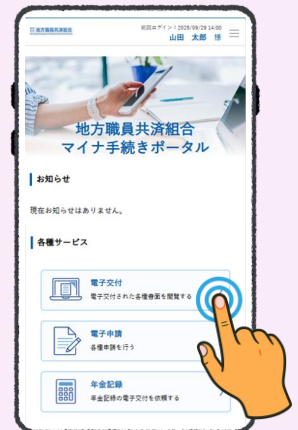 地方職員共済組合
前回ログイン：2025/09/29 14:00
山田 太郎 様
地方職員共済組合
マイナ手続きポータル
お知らせ
現在お知らせはありません。
各種サービス
電子交付
電子交付された各種書面を閲覧する
電子申請
各種申請を行う
年金記録
年金記録の電子交付を依頼する